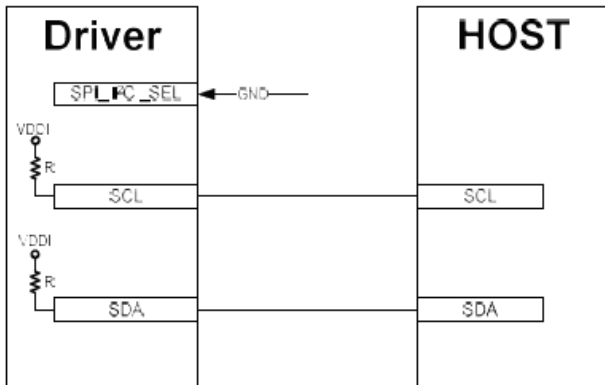 Driver
HOST
SPI_I²C_SEL
GND
VDDI
R
SCL
SCL
VDDI
R
SDA
SDA